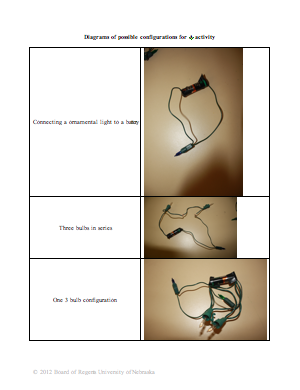 Diagrams of possible configurations for activity
Connecting a ornamental light to a battery
Three bulbs in series
One 3 bulb configuration
© 2012 Board of Regents University of Nebraska